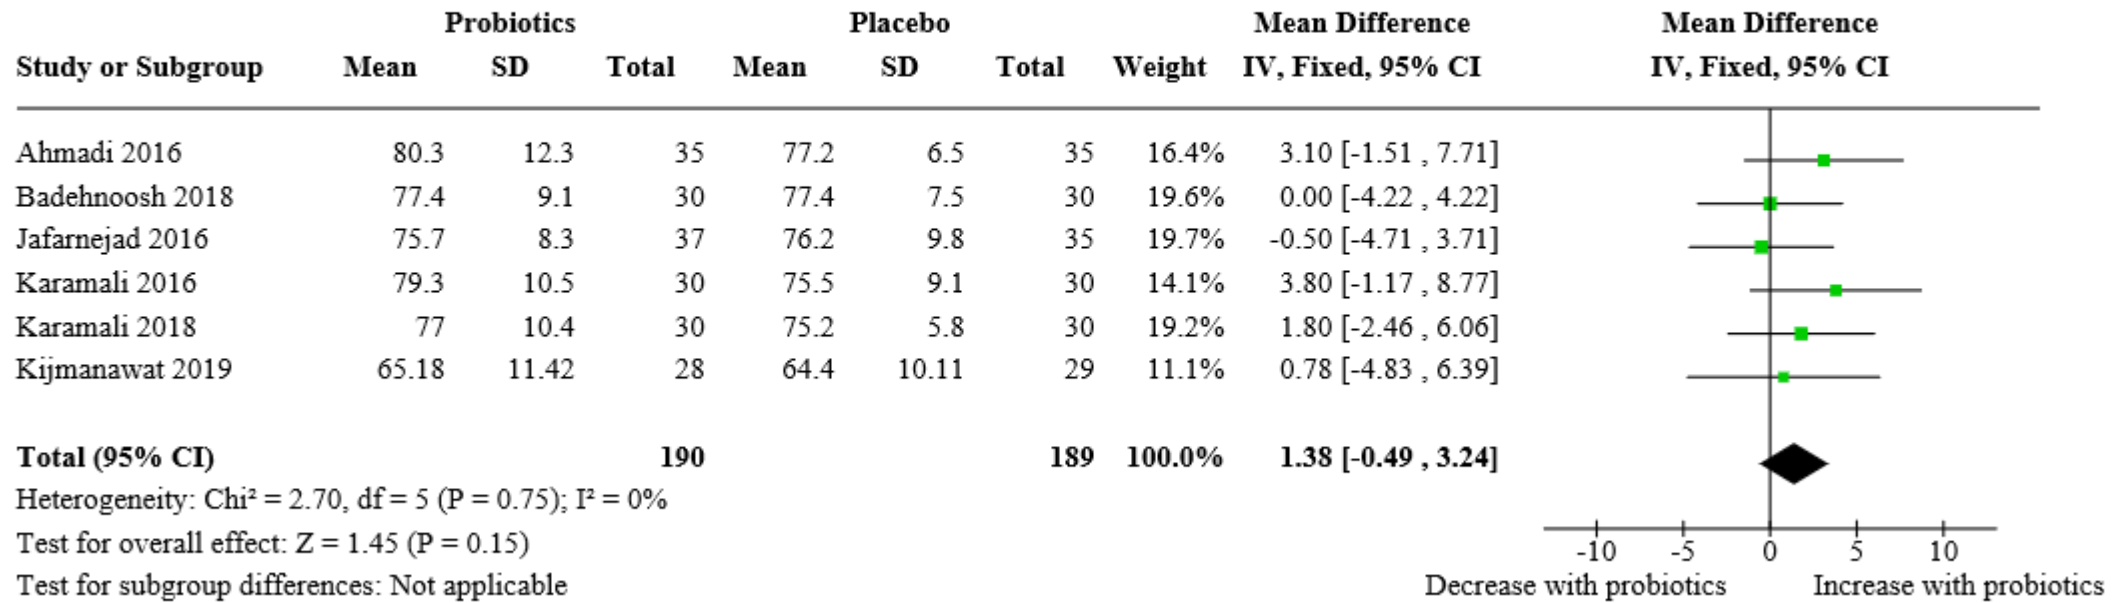 Probiotics Placebo Mean Difference Mean Difference
Study or Subgroup Mean SD Total Mean SD Total Weight IV, Fixed, 95% CI IV, Fixed, 95% CI
Ahmadi 2016 80.3 12.3 35 77.2 6.5 35 16.4% 3.10 [-1.51 , 7.71]
Badehnoosh 2018 77.4 9.1 30 77.4 7.5 30 19.6% 0.00 [-4.22 , 4.22]
Jafarnejad 2016 75.7 8.3 37 76.2 9.8 35 19.7% -0.50 [-4.71 , 3.71]
Karamali 2016 79.3 10.5 30 75.5 9.1 30 14.1% 3.80 [-1.17 , 8.77]
Karamali 2018 77 10.4 30 75.2 5.8 30 19.2% 1.80 [-2.46 , 6.06]
Kijmanawat 2019 65.18 11.42 28 64.4 10.11 29 11.1% 0.78 [-4.83 , 6.39]
Total (95% CI) 190 189 100.0% 1.38 [-0.49 , 3.24]
Heterogeneity: Chi² = 2.70, df = 5 (P = 0.75); I² = 0%
Test for overall effect: Z = 1.45 (P = 0.15)
-10 -5 0 5 10
Test for subgroup differences: Not applicable
Decrease with probiotics Increase with probiotics